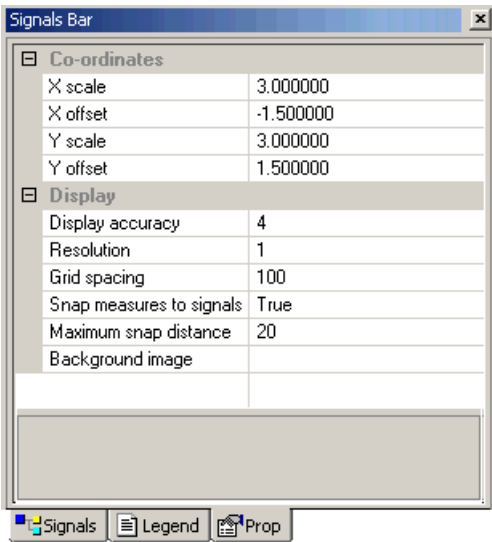 Signals Bar
Co-ordinates
X scale 3.000000
X offset -1.500000
Y scale 3.000000
Y offset 1.500000
Display
Display accuracy 4
Resolution 1
Grid spacing 100
Snap measures to signals True
Maximum snap distance 20
Background image
Signals Legend Prop